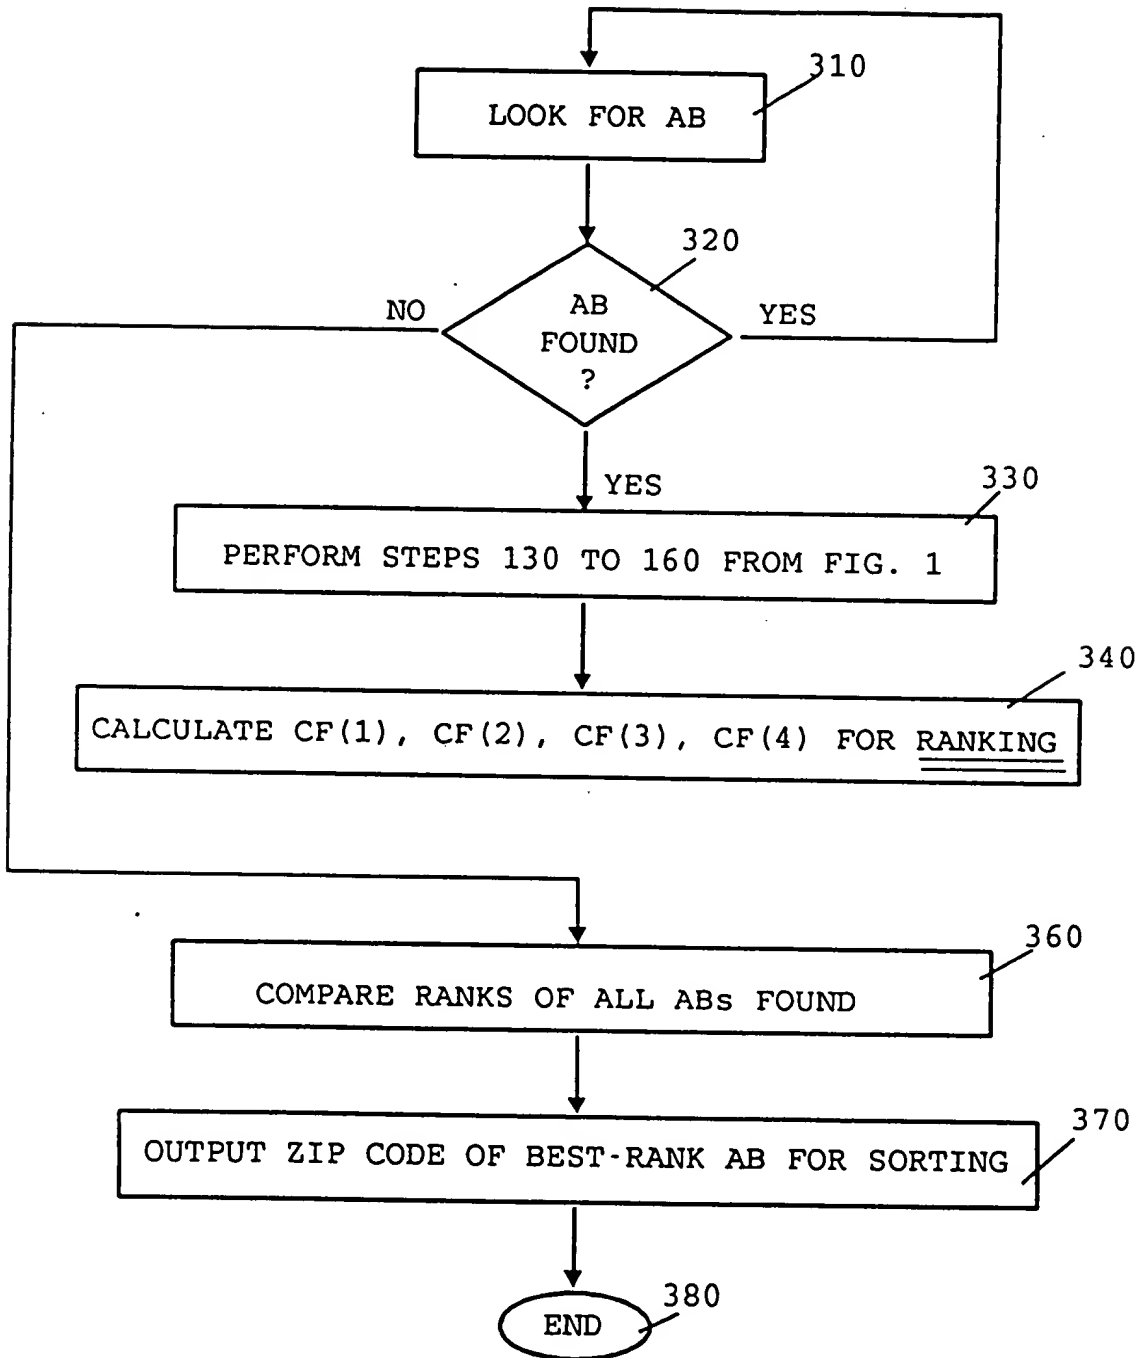 310
LOOK FOR AB
320
NO
AB
FOUND
?
YES
YES
330
PERFORM STEPS 130 TO 160 FROM FIG. 1
340
CALCULATE CF(1), CF(2), CF(3), CF(4) FOR RANKING
360
COMPARE RANKS OF ALL ABs FOUND
370
OUTPUT ZIP CODE OF BEST-RANK AB FOR SORTING
380
END